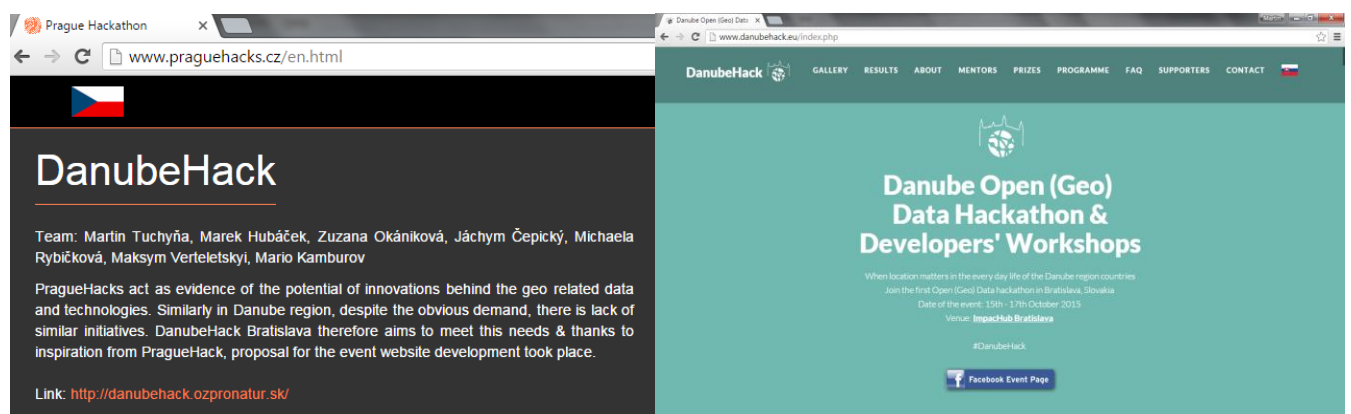 Prague Hackathon
www.praguehacks.cz/en.html
DanubeHack
Team: Martin Tuchyňa, Marek Hubáček, Zuzana Okániková, Jáchym Čepický, Michaela
Rybičková, Maksym Verteletskyi, Mario Kamburov
PragueHacks act as evidence of the potential of innovations behind the geo related data
and technologies. Similarly in Danube region, despite the obvious demand, there is lack of
similar initiatives. DanubeHack Bratislava therefore aims to meet this needs & thanks to
inspiration from PragueHack, proposal for the event website development took place.
Link: http://danubehack.ozpronatur.sk/
Danube Open (Geo) Data
Martin
www.danubehack.eu/index.php
DanubeHack
GALLERY RESULTS ABOUT MENTORS PRIZES PROGRAMME FAQ SUPPORTERS CONTACT
Danube Open (Geo)
Data Hackathon &
Developers' Workshops
When location matters in the every day life of the Danube region countries
Join the first Open (Geo) Data hackathon in Bratislava, Slovakia
Date of the event: 15th - 17th October 2015
Venue: ImpacHub Bratislava
#DanubeHack
Facebook Event Page